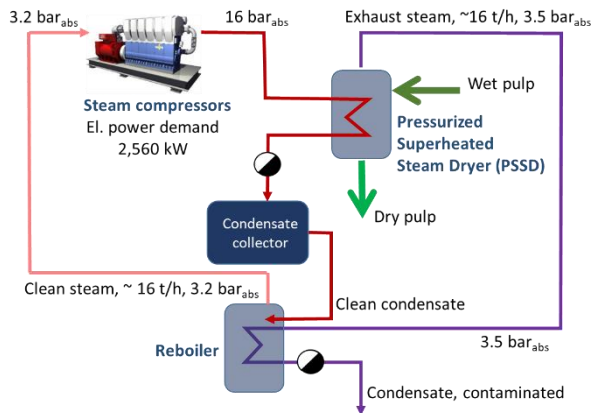 3.2 bar_abs
16 bar_abs
Exhaust steam, ~16 t/h, 3.5 bar_abs
Steam compressors
El. power demand
2,560 kW
Wet pulp
Pressurized
Superheated
Steam Dryer (PSSD)
Dry pulp
Condensate
collector
Clean steam, ~ 16 t/h, 3.2 bar_abs
Clean condensate
Reboiler
3.5 bar_abs
Condensate, contaminated